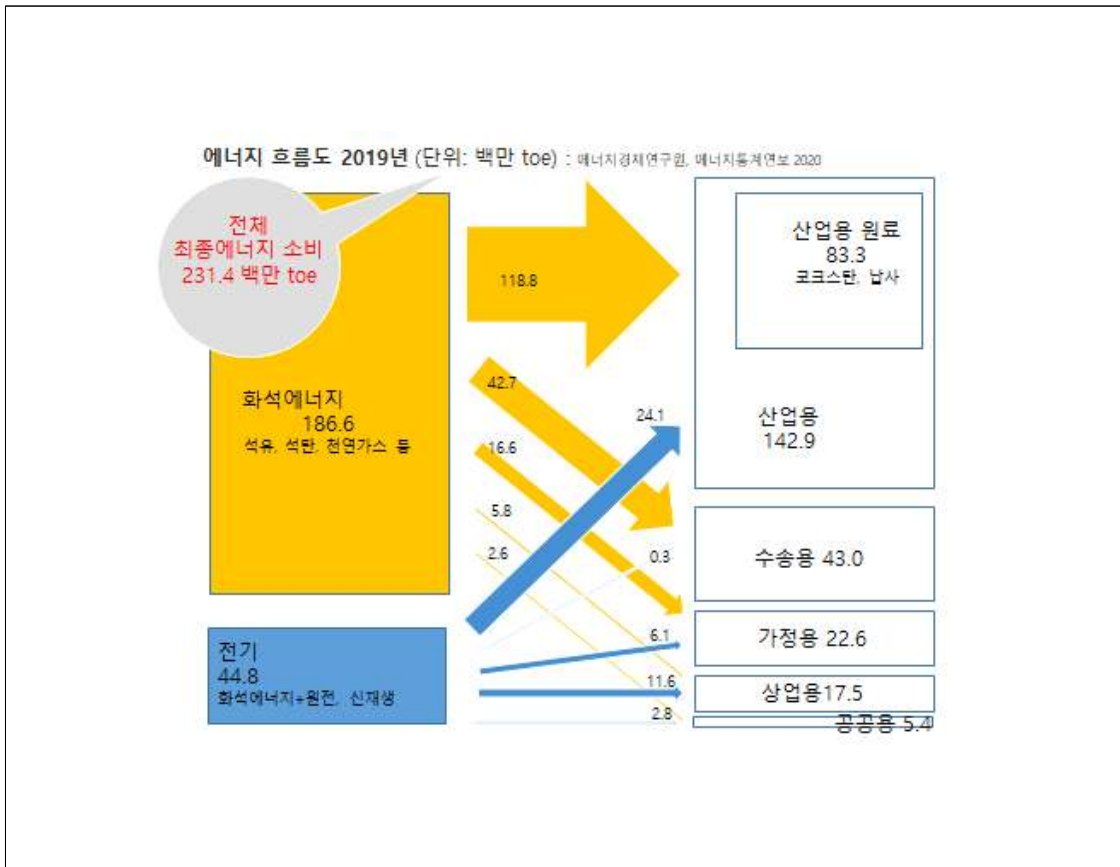 에너지 흐름도 2019년 (단위: 백만 toe) : 에너지경제연구원, 에너지통계연보 2020
전체
최종에너지 소비
231.4 백만 toe
화석에너지
186.6
석유, 석탄, 천연가스 등
전기
44.8
화석에너지+원전, 신재생
118.8
42.7
16.6
5.8
2.6
24.1
0.3
6.1
11.6
2.8
산업용 원료
83.3
코크스탄, 납사
산업용
142.9
수송용 43.0
가정용 22.6
상업용17.5
공공용 5.4